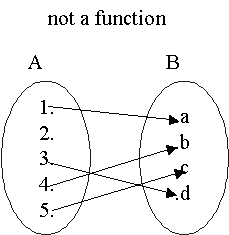 not a function
A B
1. .a
2. .b
3. .c
4. .d
5.